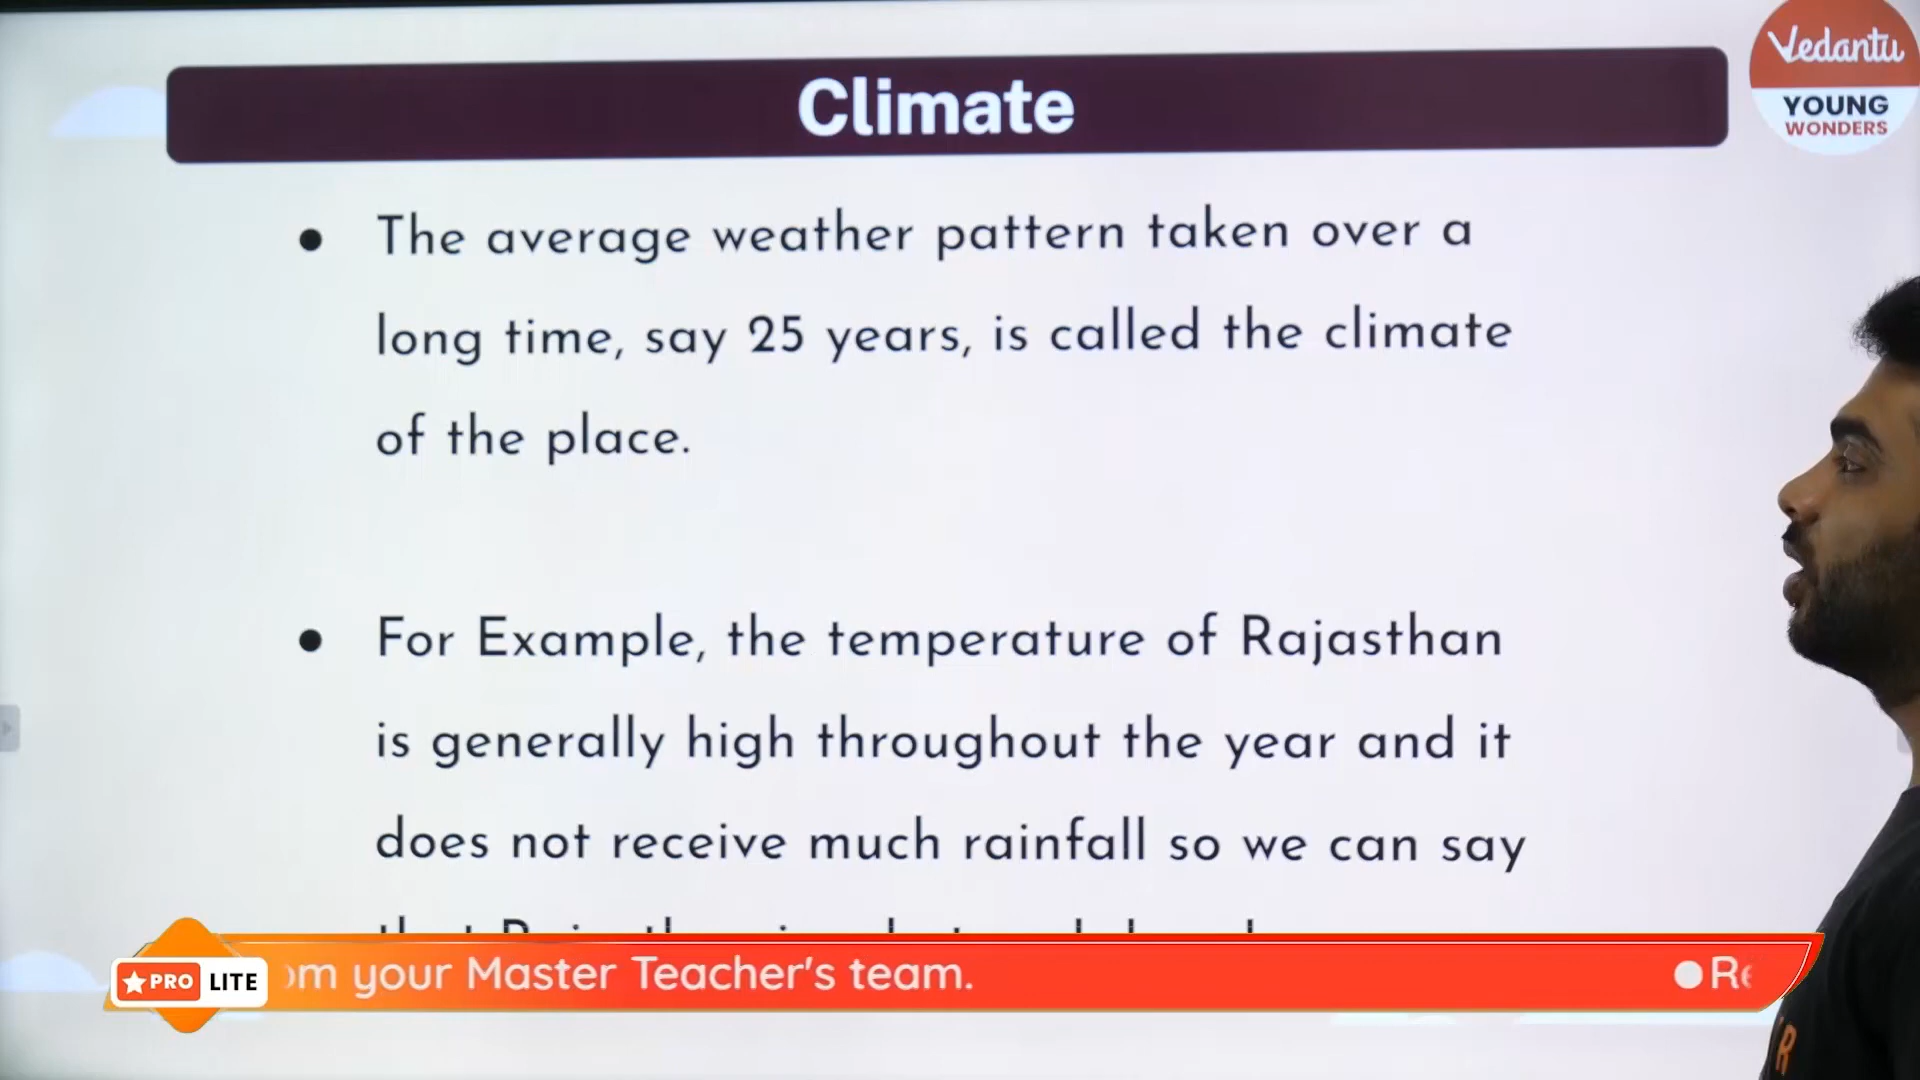 Climate
Vedantu
YOUNG
WONDERS
● The average weather pattern taken over a
long time, say 25 years, is called the climate
of the place.
● For Example, the temperature of Rajasthan
is generally high throughout the year and it
does not receive much rainfall so we can say
PRO LITE
your Master Teacher's team.
R